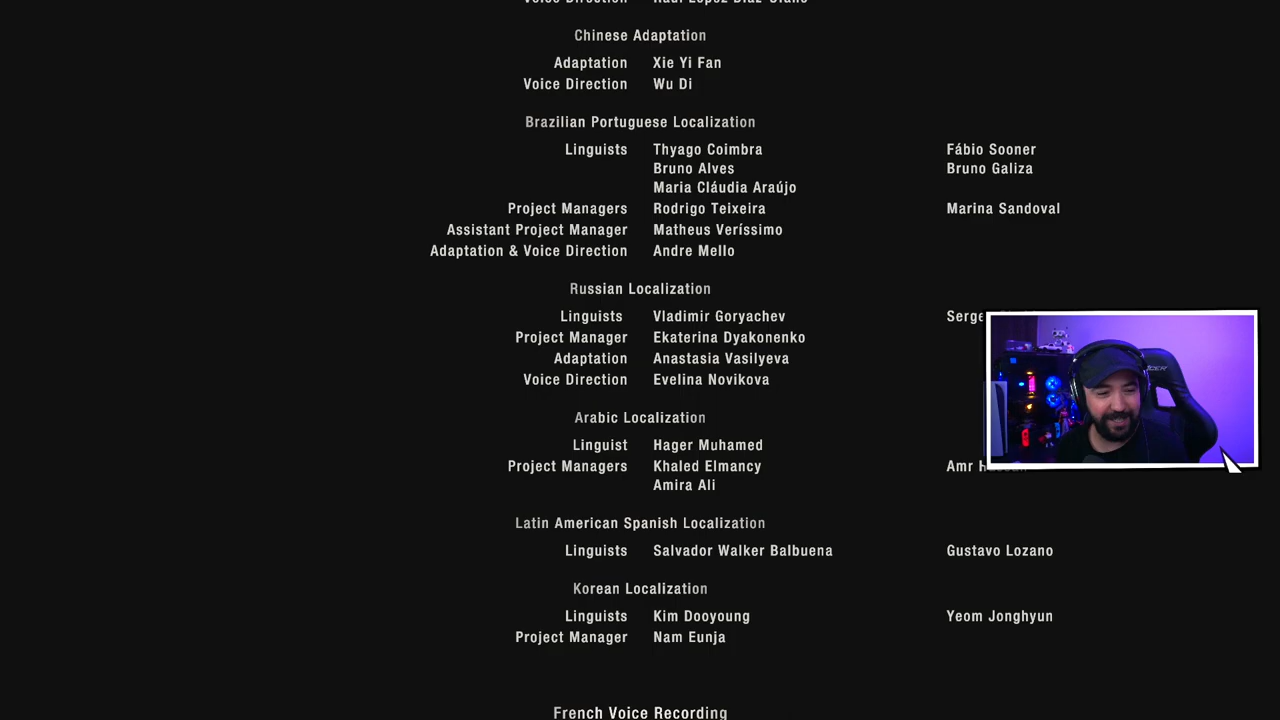 Chinese Adaptation
Adaptation Xie Yi Fan
Voice Direction Wu Di
Brazilian Portuguese Localization
Linguists Thyago Coimbra Fábio Sooner
Bruno Alves Bruno Galiza
Maria Cláudia Araújo
Project Managers Rodrigo Teixeira Marina Sandoval
Assistant Project Manager Matheus Veríssimo
Adaptation & Voice Direction Andre Mello
Russian Localization
Linguists Vladimir Goryachev
Project Manager Ekaterina Dyakonenko
Adaptation Anastasia Vasilyeva
Voice Direction Evelina Novikova
Arabic Localization
Linguist Hager Muhamed
Project Managers Khaled Elmancy Amr
Amira Ali
Latin American Spanish Localization
Linguists Salvador Walker Balbuena Gustavo Lozano
Korean Localization
Linguists Kim Dooyoung Yeom Jonghyun
Project Manager Nam Eunja
French Voice Recording